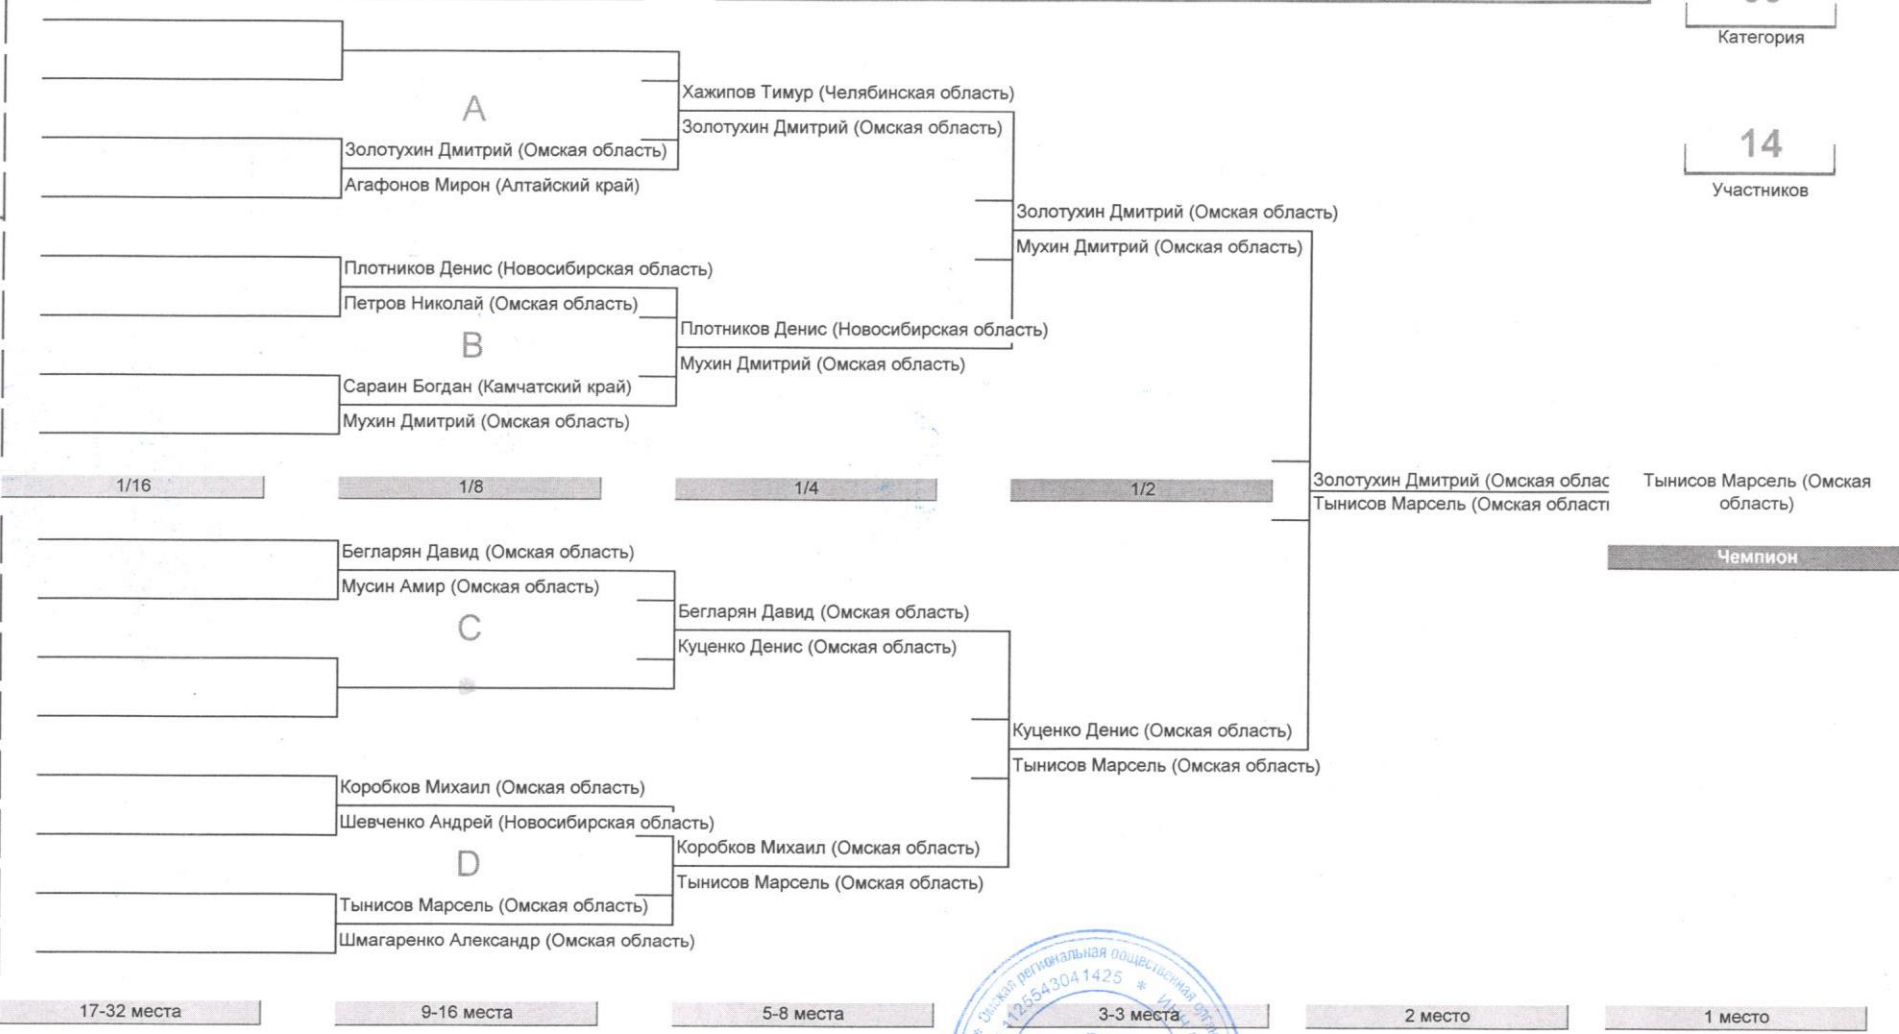 Категория
Хажипов Тимур (Челябинская область)
A
Золотухин Дмитрий (Омская область)
14
Золотухин Дмитрий (Омская область)
Агафонов Мирон (Алтайский край)
Участников
Золотухин Дмитрий (Омская область)
Мухин Дмитрий (Омская область)
Плотников Денис (Новосибирская область)
Петров Николай (Омская область)
B
Плотников Денис (Новосибирская область)
Мухин Дмитрий (Омская область)
Сараин Богдан (Камчатский край)
Мухин Дмитрий (Омская область)
1/16
1/8
1/4
1/2
Золотухин Дмитрий (Омская облас
Тынисов Марсель (Омская област
Тынисов Марсель (Омская
область)
Чемпион
Бегларян Давид (Омская область)
Мусин Амир (Омская область)
C
Бегларян Давид (Омская область)
Куценко Денис (Омская область)
Куценко Денис (Омская область)
Тынисов Марсель (Омская область)
Коробков Михаил (Омская область)
Шевченко Андрей (Новосибирская область)
D
Коробков Михаил (Омская область)
Тынисов Марсель (Омская область)
Тынисов Марсель (Омская область)
Шмагаренко Александр (Омская область)
Омская региональная общественная
1125543041425 *
17-32 места
9-16 места
5-8 места
3-3 места
2 место
1 место